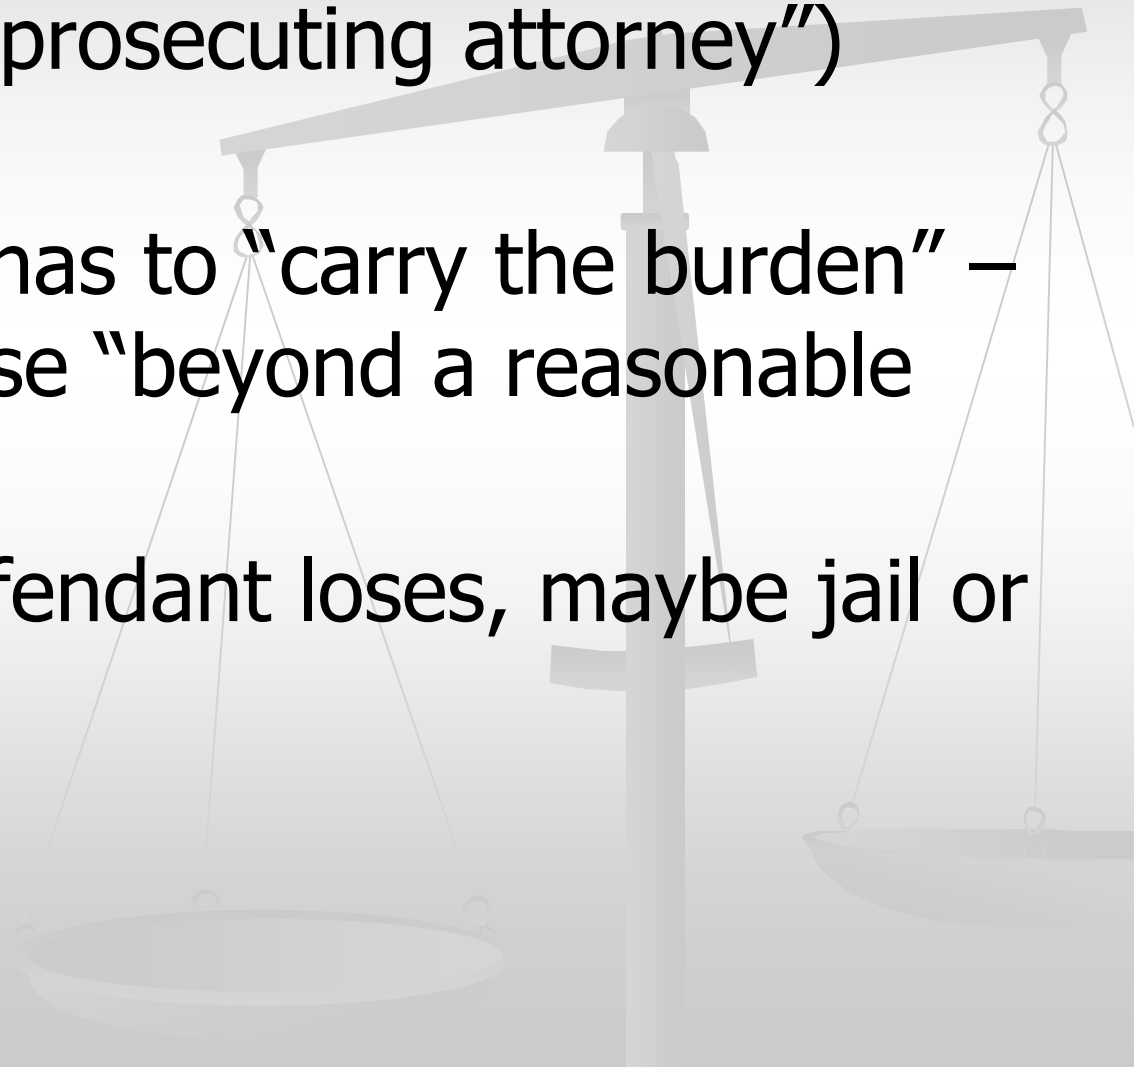 prosecuting attorney”)
has to “carry the burden” –
se “beyond a reasonable
fendant loses, maybe jail or